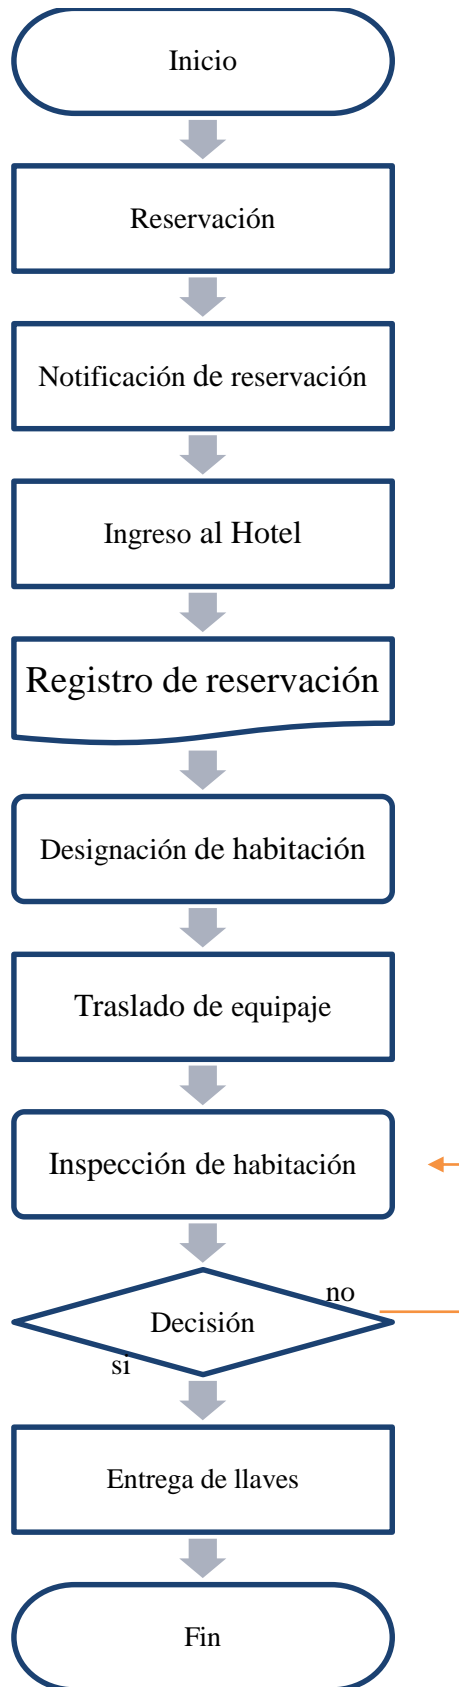 Inicio
Reservación
Notificación de reservación
Ingreso al Hotel
Registro de reservación
Designación de habitación
Traslado de equipaje
Inspección de habitación
no
Decisión
si
Entrega de llaves
Fin